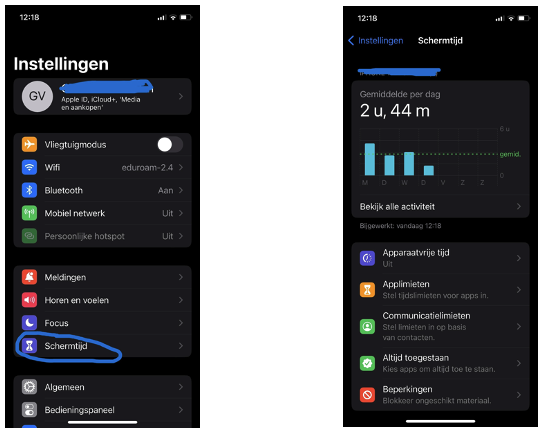 12:18
Instellingen
GV
Apple ID, iCloud+, 'Media
en aankopen'
Vliegtuigmodus
Wifi eduroam-2.4
Bluetooth Aan
Mobiel netwerk Uit
Persoonlijke hotspot Uit
Meldingen
Horen en voelen
Focus
Schermtijd
Algemeen
Bedieningspaneel
12:18
Instellingen Schermtijd
Gemiddelde per dag
2 u, 44 m
6 u
gemid.
0
M D W D V Z Z
Bekijk alle activiteit
Bijgewerkt: vandaag 12:18
Apparaatvrije tijd
Uit
Applimieten
Stel tijdslimieten voor apps in.
Communicatielimieten
Stel limieten in op basis
van contacten.
Altijd toegestaan
Kies apps om altijd toe te staan.
Beperkingen
Blokkeer ongeschikt materiaal.